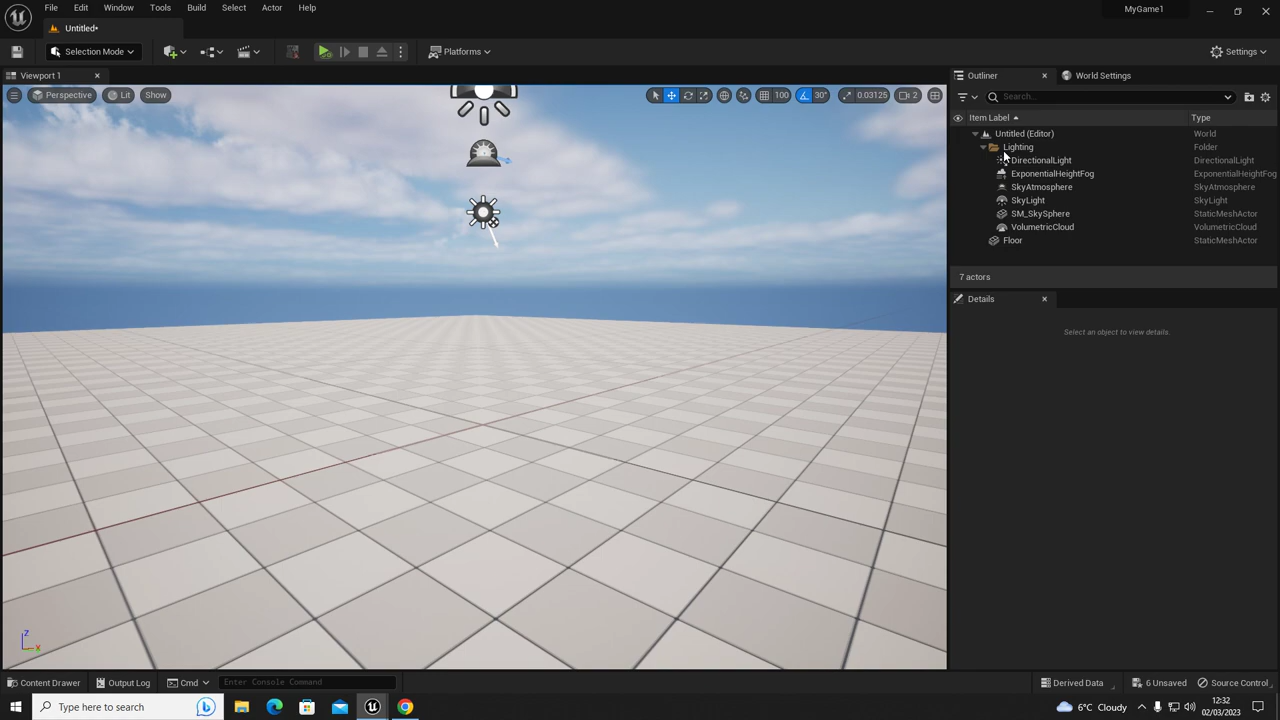 File Edit Window Tools Build Select Actor Help MyGame1
Untitled*
Selection Mode Platforms Settings
Viewport 1 Outliner World Settings
Perspective Lit Show 100 30° 0.03125 2 Search...
Item Label Type
Untitled (Editor) World
Lighting Folder
DirectionalLight DirectionalLight
ExponentialHeightFog ExponentialHeightFog
SkyAtmosphere SkyAtmosphere
SkyLight SkyLight
SM_SkySphere StaticMeshActor
VolumetricCloud VolumetricCloud
Floor StaticMeshActor
7 actors
Details
Select an object to view details.
Z
X
Content Drawer Output Log Cmd Enter Console Command Derived Data 6 Unsaved Source Control
Type here to search 6°C Cloudy 12:32
02/03/2023